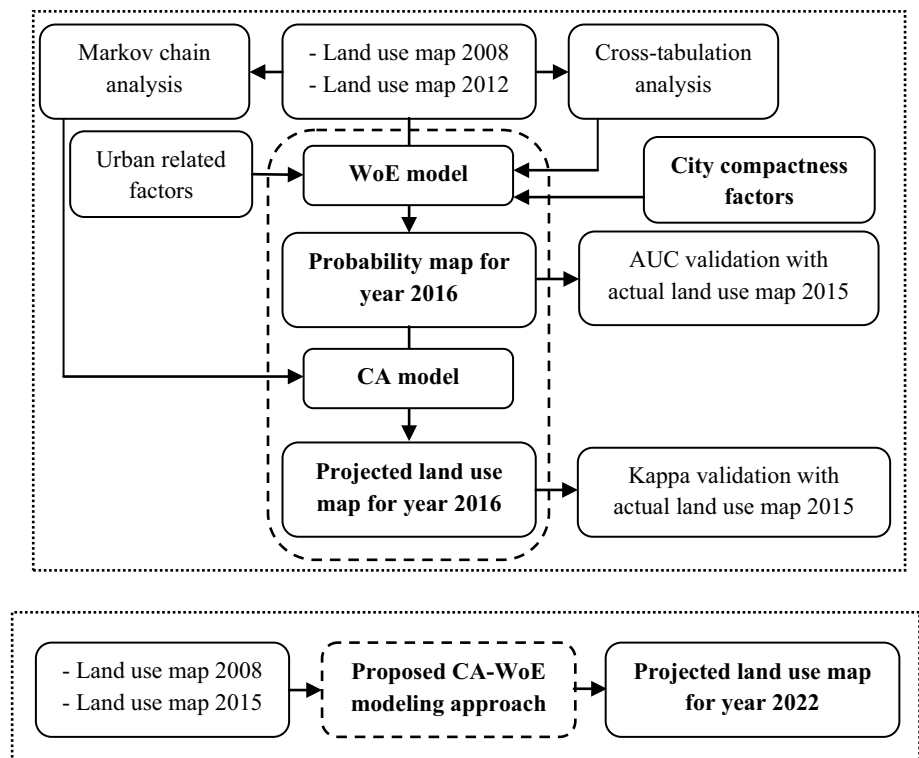 Markov chain
analysis
- Land use map 2008
- Land use map 2012
Cross-tabulation
analysis
Urban related
factors
WoE model
City compactness
factors
Probability map for
year 2016
AUC validation with
actual land use map 2015
CA model
Projected land use
map for year 2016
Kappa validation with
actual land use map 2015
- Land use map 2008
- Land use map 2015
Proposed CA-WoE
modeling approach
Projected land use map
for year 2022